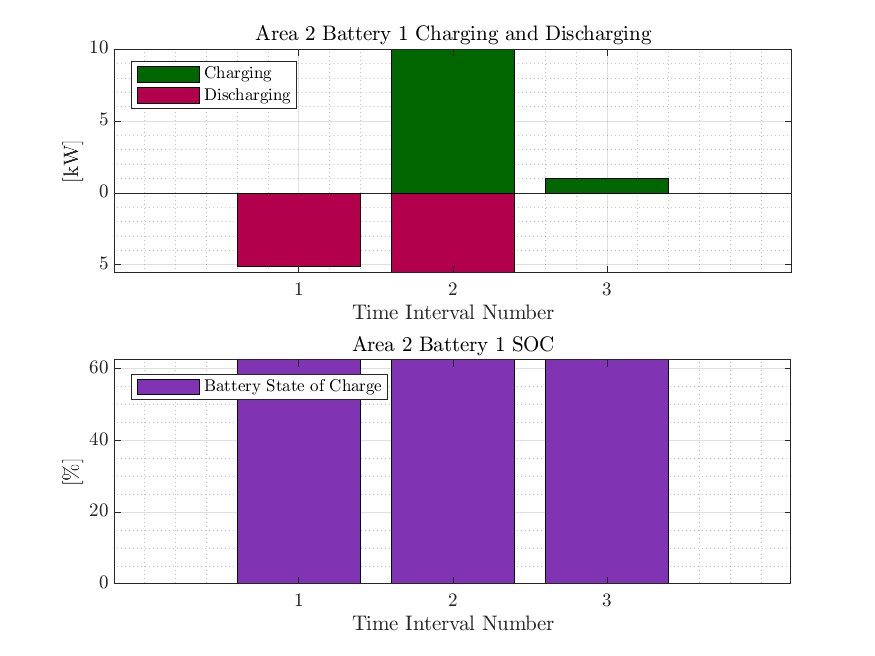 Area 2 Battery 1 Charging and Discharging
10
Charging
Discharging
5
[kW]
0
5
1 2 3
Time Interval Number
Area 2 Battery 1 SOC
60
Battery State of Charge
40
[%]
20
0
1 2 3
Time Interval Number